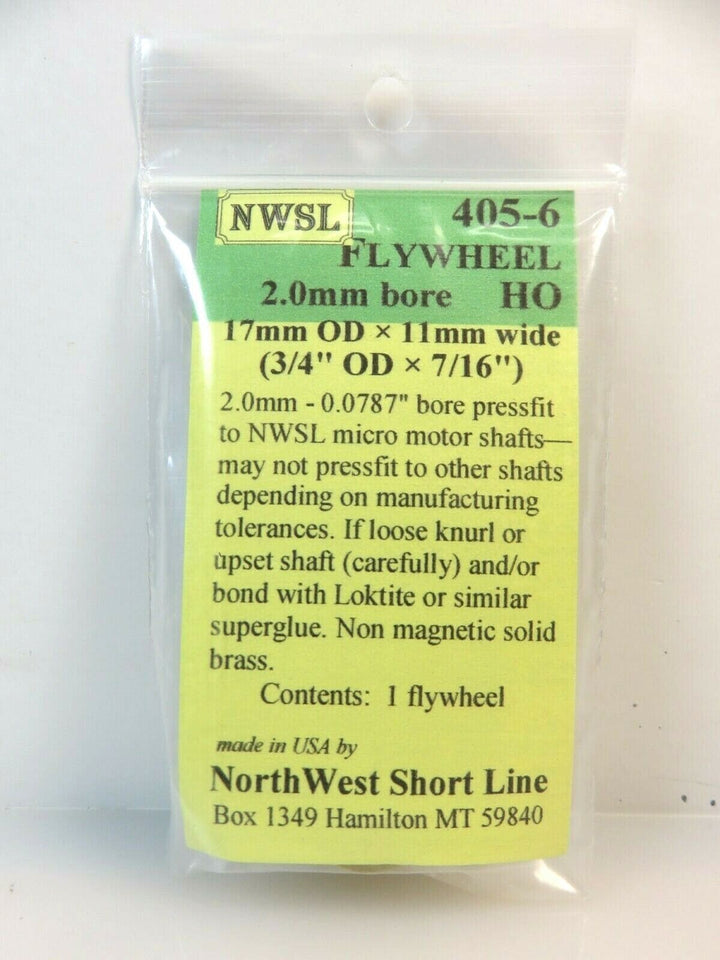 NWSL 405-6
FLYWHEEL
2.0mm bore HO
17mm OD × 11mm wide
(3/4" OD × 7/16")
2.0mm - 0.0787" bore pressfit
to NWSL micro motor shafts—
may not pressfit to other shafts
depending on manufacturing
tolerances. If loose knurl or
upset shaft (carefully) and/or
bond with Loktite or similar
superglue. Non magnetic solid
brass.
Contents: 1 flywheel
made in USA by
NorthWest Short Line
Box 1349 Hamilton MT 59840